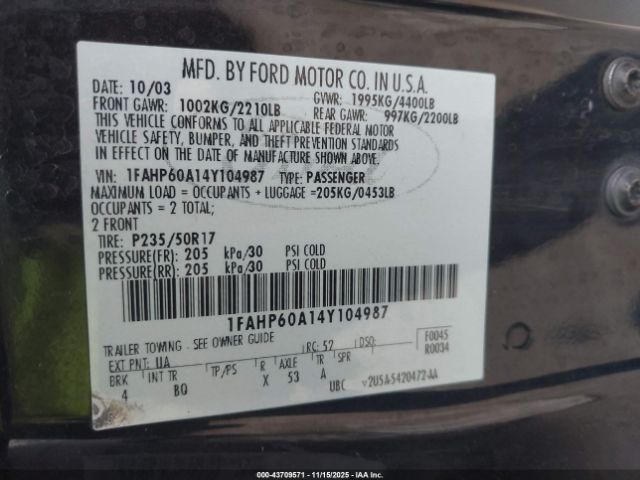 MFD. BY FORD MOTOR CO. IN U.S.A.
DATE: 10/03 GVWR: 1995KG/4400LB
FRONT GAWR: 1002KG/2210LB REAR GAWR: 997KG/2200LB
THIS VEHICLE CONFORMS TO ALL APPLICABLE FEDERAL MOTOR
VEHICLE SAFETY, BUMPER, AND THEFT PREVENTION STANDARDS
IN EFFECT ON THE DATE OF MANUFACTURE SHOWN ABOVE.
VIN: 1FAHP60A14Y104987 TYPE: PASSENGER
MAXIMUM LOAD = OCCUPANTS + LUGGAGE =205KG/0453LB
OCCUPANTS = 2 TOTAL;
2 FRONT
TIRE: P235/50R17
PRESSURE(FR): 205 kPa/30 PSI COLD
PRESSURE(RR): 205 kPa/30 PSI COLD
1FAHP60A14Y104987
TRAILER TOWING - SEE OWNER GUIDE
EXT PNT: UA RC: 52 DSO: F0045
R0034
BRK INT TR TP/PS R AXLE TR SPR
4 BQ X 53 A
UBC v2U5A-5420472-AA
000-43709571 - 11/15/2025 - IAA Inc.